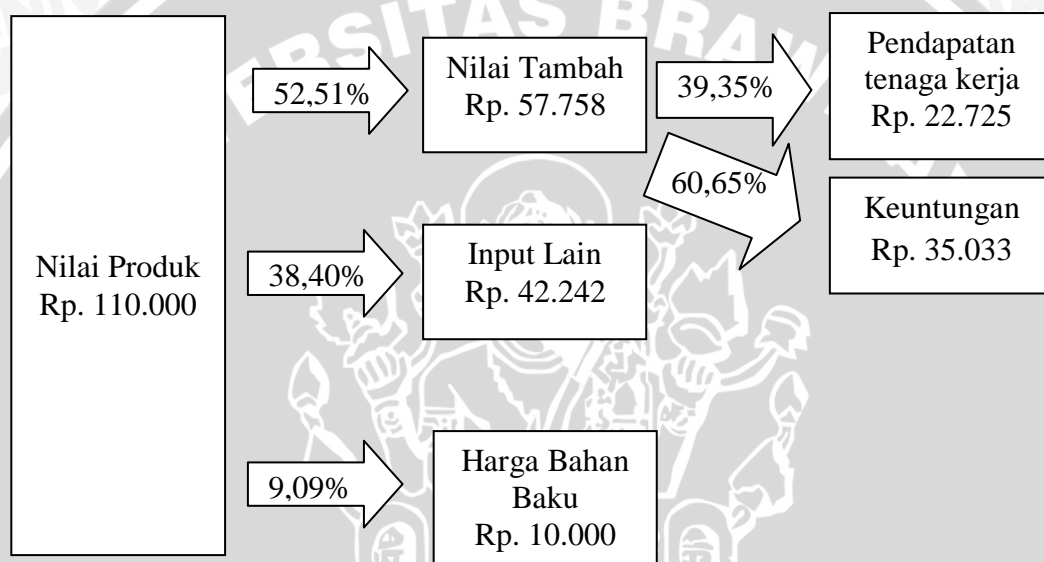 ERSITAS BRAW
Nilai Produk
Rp. 110.000
52,51%
Nilai Tambah
Rp. 57.758
39,35%
Pendapatan
tenaga kerja
Rp. 22.725
60,65%
Keuntungan
Rp. 35.033
38,40%
Input Lain
Rp. 42.242
9,09%
Harga Bahan
Baku
Rp. 10.000